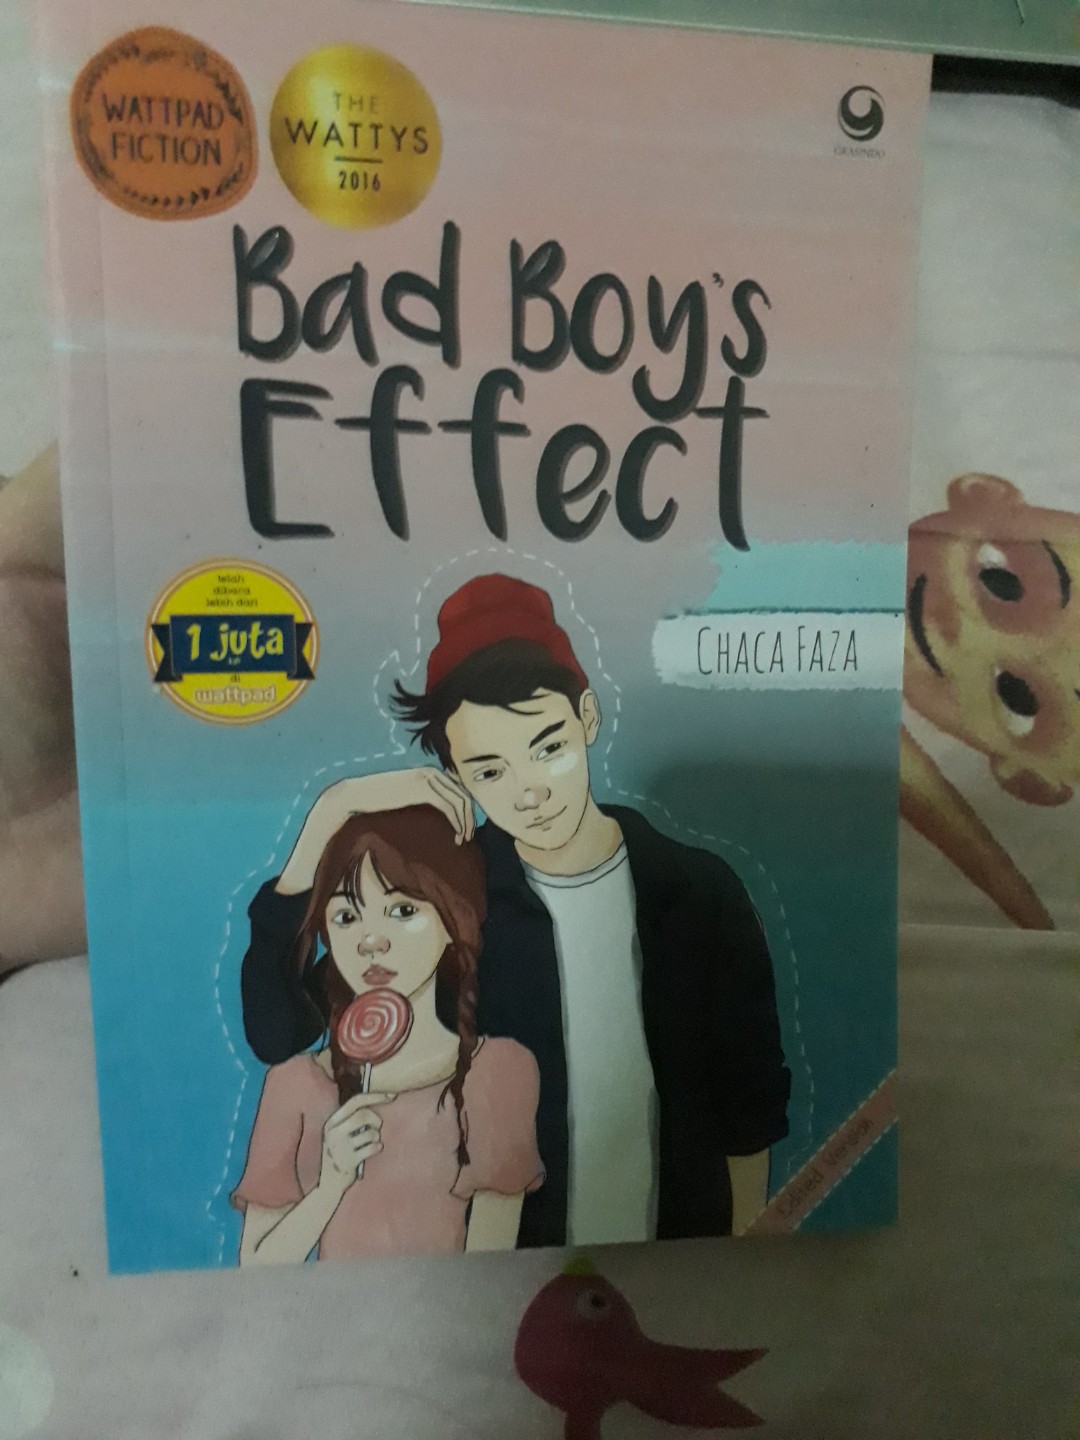 WATTPAD
FICTION
THE
WATTYS
2016
GRASINDO
Bad Boy's
Effect
telah
dibaca
lebih dari
1 juta
kali
di
wattpad
CHACA FAZA
Edited Version